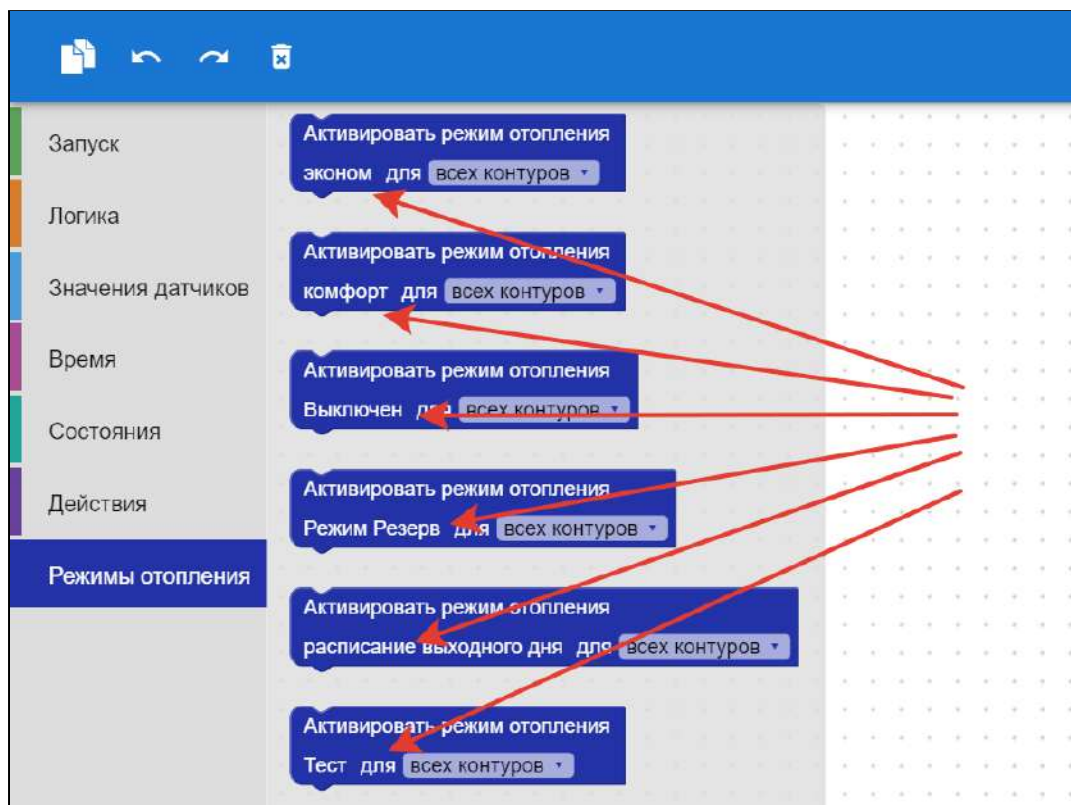 Запуск
Логика
Значения датчиков
Время
Состояния
Действия
Режимы отопления
Активировать режим отопления
эконом для всех контуров
Активировать режим отопления
комфорт для всех контуров
Активировать режим отопления
Выключен для всех контуров
Активировать режим отопления
Режим Резерв для всех контуров
Активировать режим отопления
расписание выходного дня для всех контуров
Активировать режим отопления
Тест для всех контуров